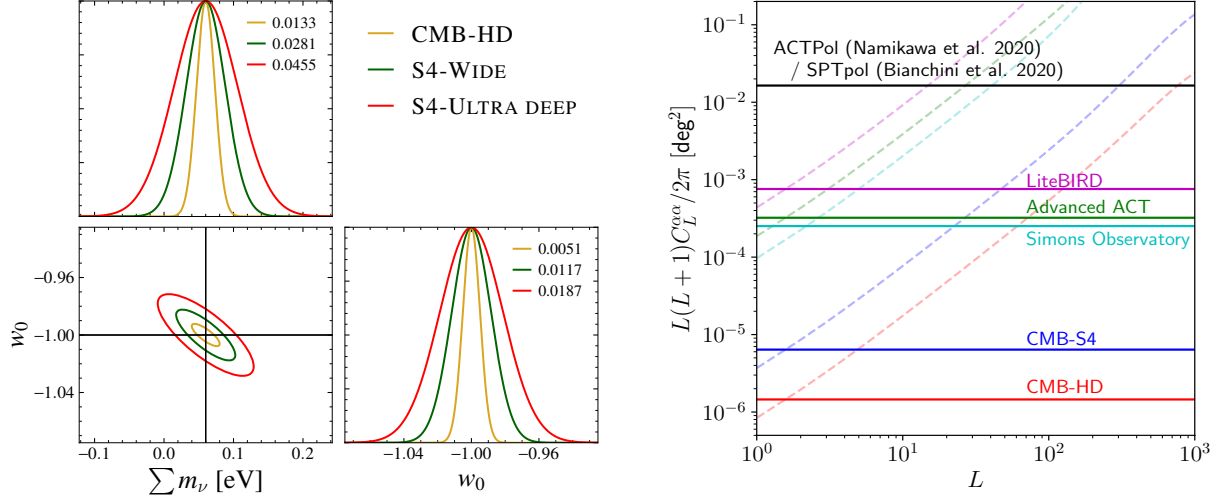 0.0133
0.0281
0.0455
CMB-HD
S4-WIDE
S4-ULTRA DEEP
0.0051
0.0117
0.0187
−0.96
−1.00
−1.04
w₀
−0.1 0.0 0.1 0.2
∑ mν [eV]
−1.04 −1.00 −0.96
w₀
ACTPol (Namikawa et al. 2020)
/ SPTpol (Bianchini et al. 2020)
LiteBIRD
Advanced ACT
Simons Observatory
CMB-S4
CMB-HD
10⁻¹
10⁻²
10⁻³
10⁻⁴
10⁻⁵
10⁻⁶
L(L + 1)C_L^{αα}/2π [deg²]
10⁰ 10¹ 10² 10³
L